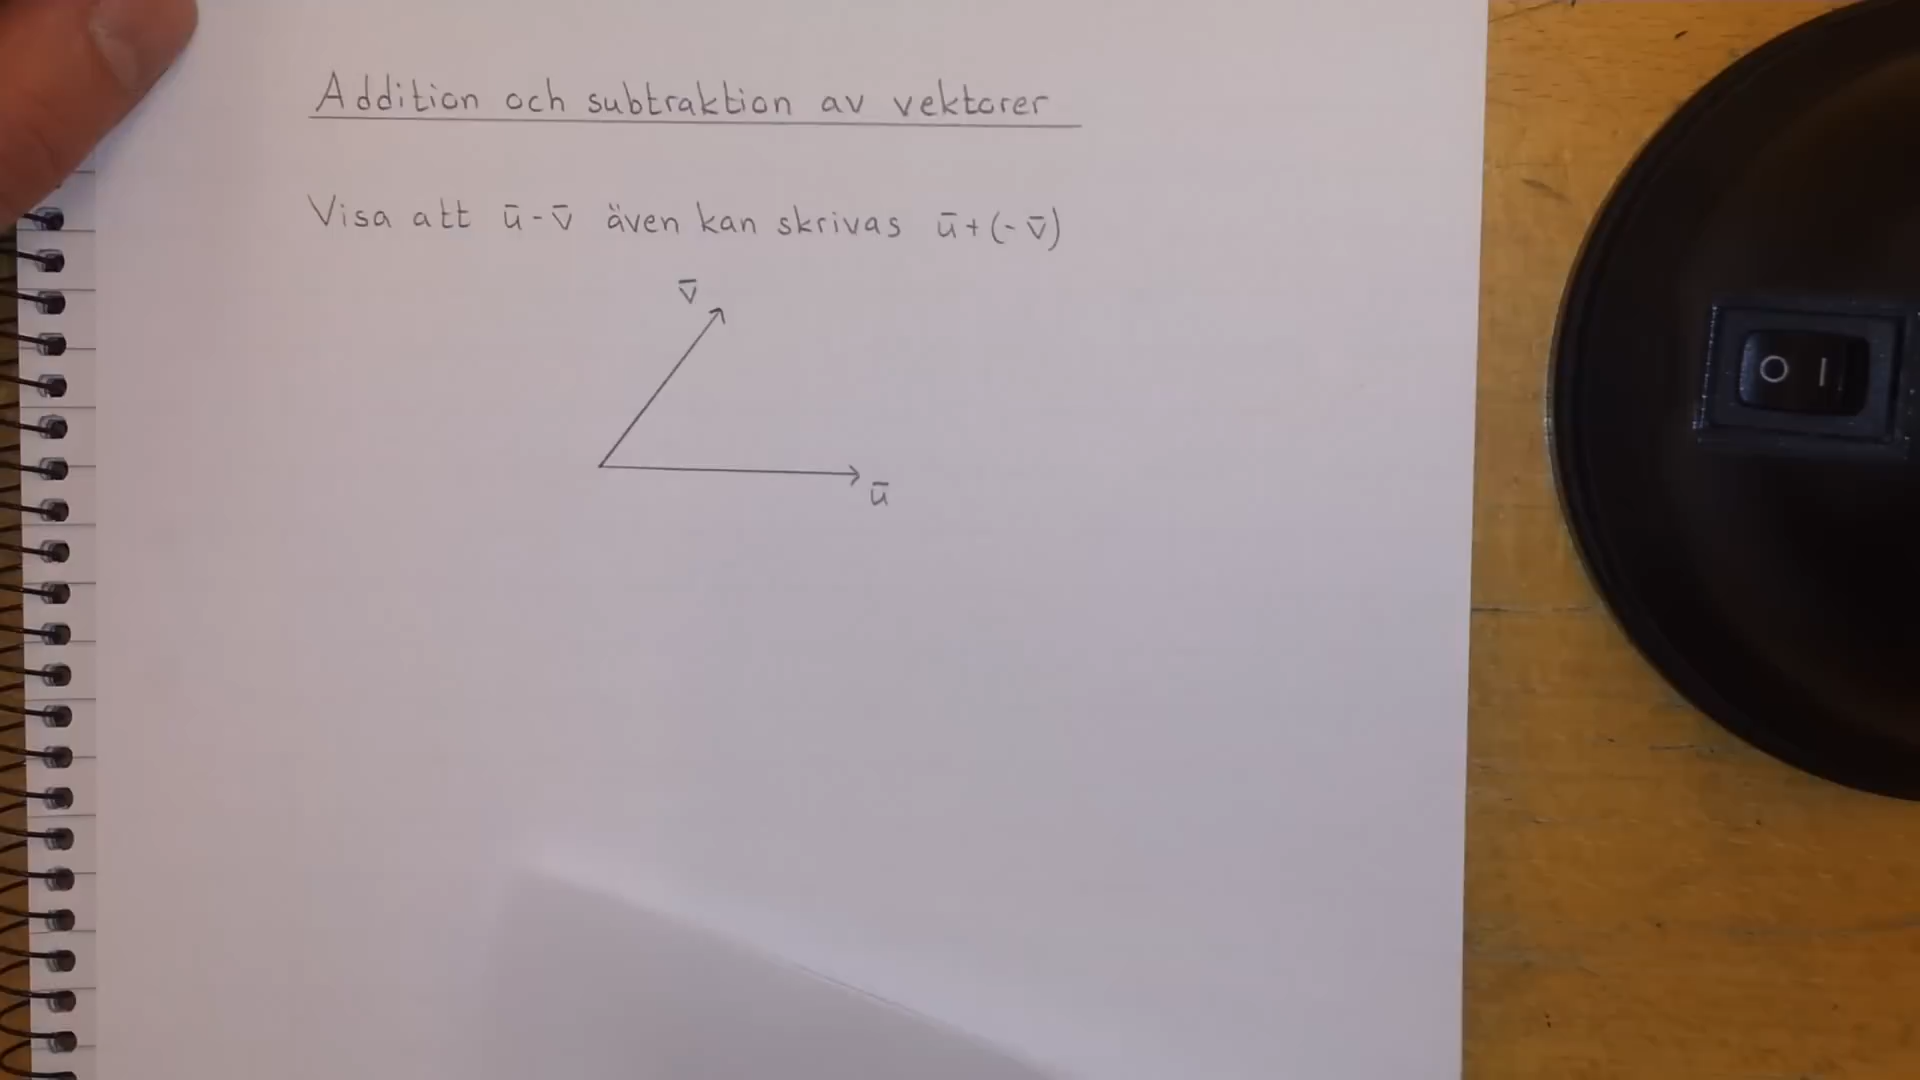 Addition och subtraktion av vektorer
Visa att ū-v̄ även kan skrivas ū+(-v̄)
v̄
ū
O I